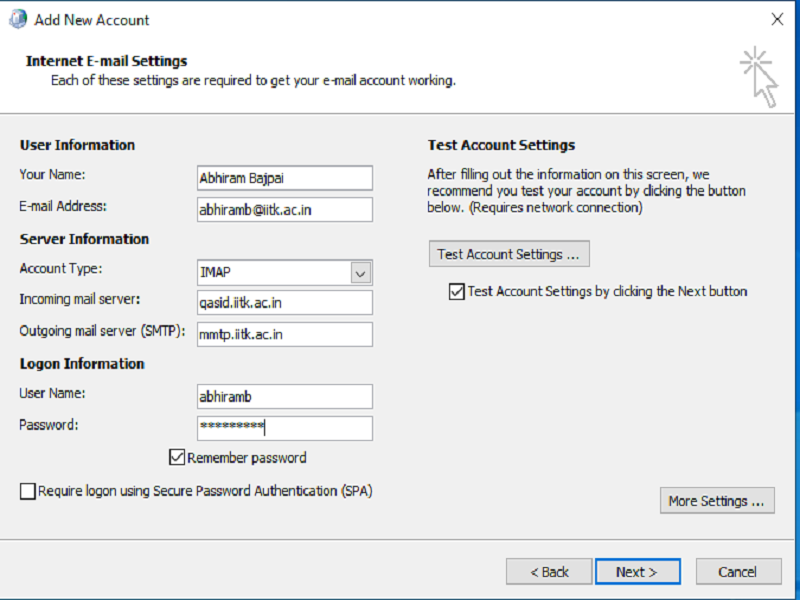 Add New Account
Internet E-mail Settings
Each of these settings are required to get your e-mail account working.
User Information
Your Name: Abhiram Bajpai
E-mail Address: abhiramb@iitk.ac.in
Server Information
Account Type: IMAP
Incoming mail server: qasid.iitk.ac.in
Outgoing mail server (SMTP): mmtp.iitk.ac.in
Logon Information
User Name: abhiramb
Password: *********
Remember password
Require logon using Secure Password Authentication (SPA)
Test Account Settings
After filling out the information on this screen, we
recommend you test your account by clicking the button
below. (Requires network connection)
Test Account Settings ...
Test Account Settings by clicking the Next button
More Settings ...
< Back
Next >
Cancel